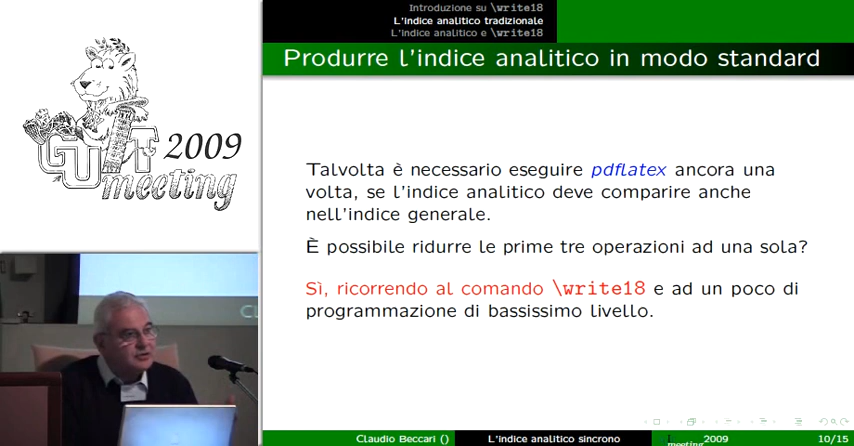 GUIT 2009
meeting
Introduzione su \write18
L'indice analitico tradizionale
L'indice analitico e \write18
Produrre l'indice analitico in modo standard
Talvolta è necessario eseguire pdflatex ancora una
volta, se l'indice analitico deve comparire anche
nell'indice generale.
È possibile ridurre le prime tre operazioni ad una sola?
Sì, ricorrendo al comando \write18 e ad un poco di
programmazione di bassissimo livello.
Claudio Beccari () L'indice analitico sincrono meeting 2009 10/15